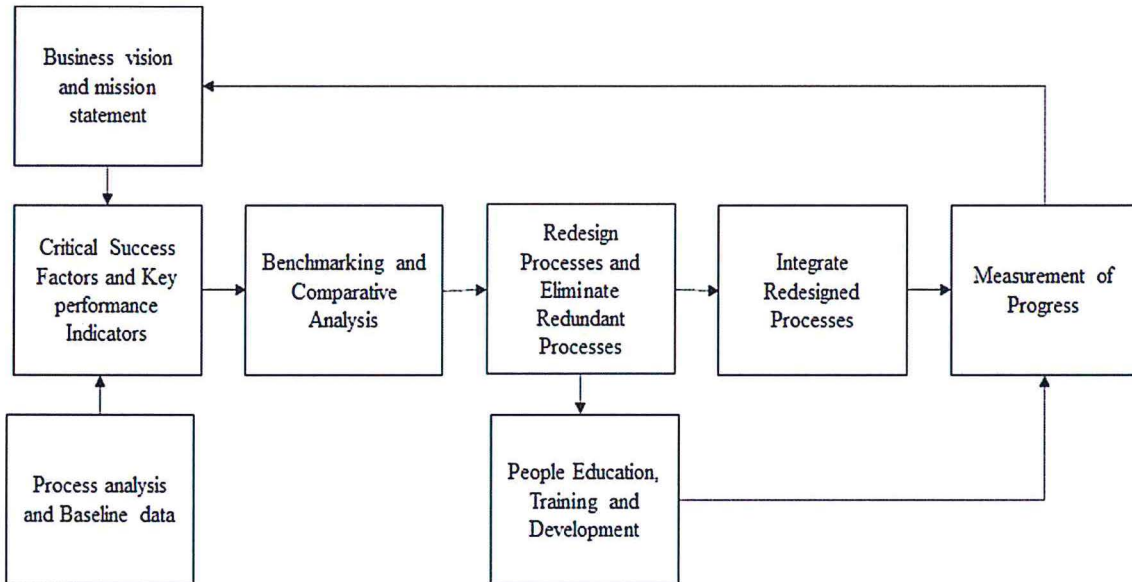 Business vision
and mission
statement
Critical Success
Factors and Key
performance
Indicators
Benchmarking and
Comparative
Analysis
Redesign
Processes and
Eliminate
Redundant
Processes
Integrate
Redesigned
Processes
Measurement of
Progress
Process analysis
and Baseline data
People Education,
Training and
Development